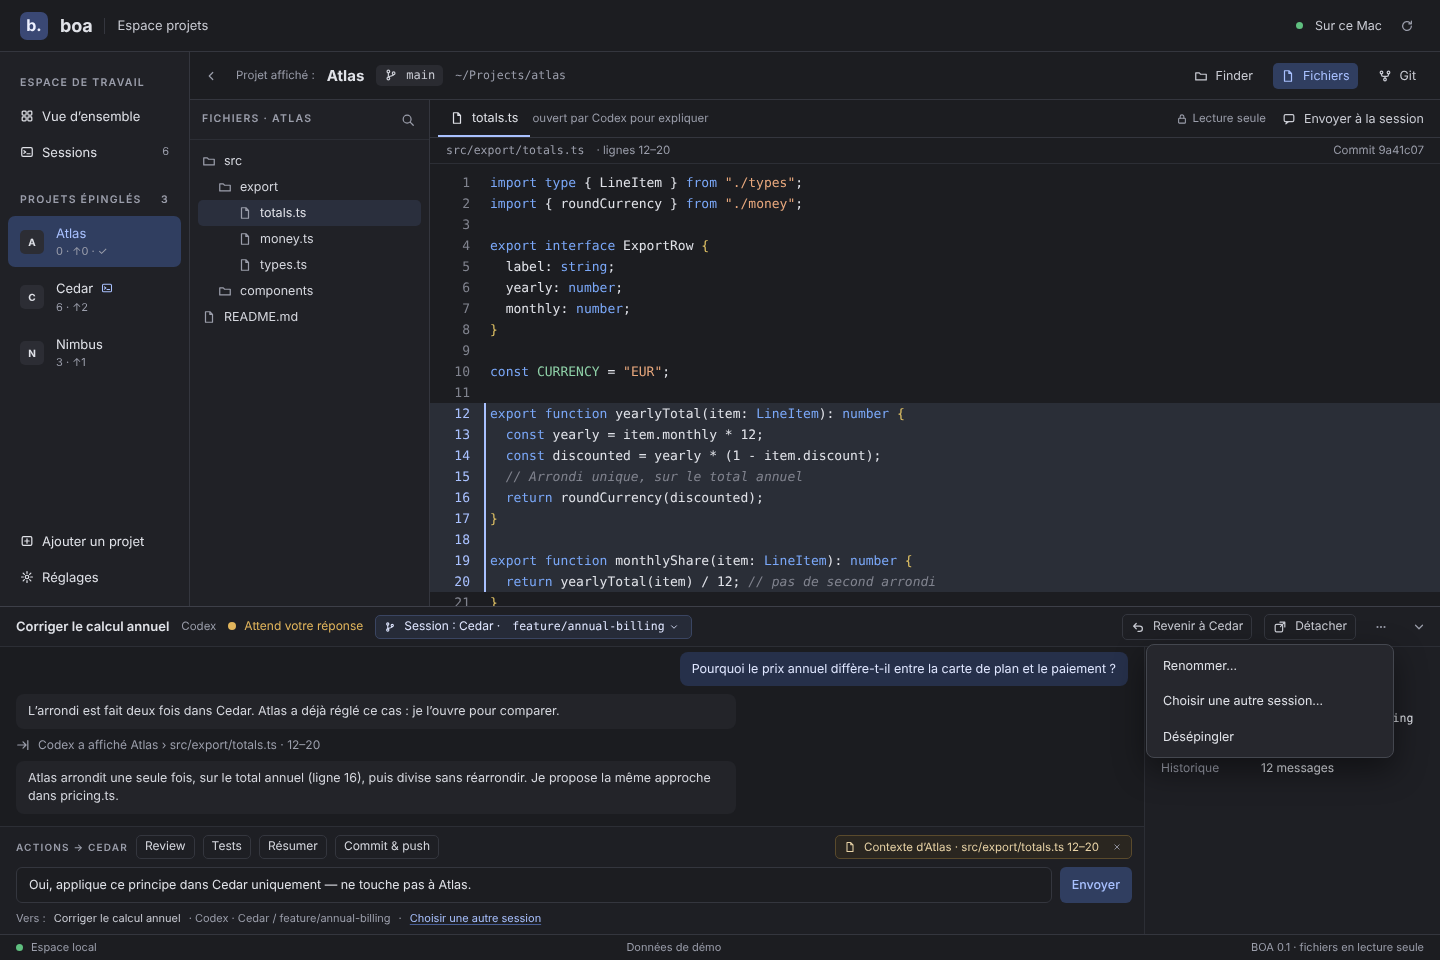 b. boa Espace projets
Sur ce Mac
ESPACE DE TRAVAIL
Vue d’ensemble
Sessions 6
PROJETS ÉPINGLÉS 3
A Atlas
0 · ↑0 · ✓
C Cedar
6 · ↑2
N Nimbus
3 · ↑1
Ajouter un projet
Réglages
Projet affiché : Atlas main ~/Projects/atlas
Finder Fichiers Git
FICHIERS · ATLAS
src
export
totals.ts
money.ts
types.ts
components
README.md
totals.ts ouvert par Codex pour expliquer
Lecture seule Envoyer à la session
src/export/totals.ts · lignes 12–20 Commit 9a41c07
1 import type { LineItem } from "./types";
2 import { roundCurrency } from "./money";
3
4 export interface ExportRow {
5 label: string;
6 yearly: number;
7 monthly: number;
8 }
9
10 const CURRENCY = "EUR";
11
12 export function yearlyTotal(item: LineItem): number {
13 const yearly = item.monthly * 12;
14 const discounted = yearly * (1 - item.discount);
15 // Arrondi unique, sur le total annuel
16 return roundCurrency(discounted);
17 }
18
19 export function monthlyShare(item: LineItem): number {
20 return yearlyTotal(item) / 12; // pas de second arrondi
21 }
Corriger le calcul annuel Codex Attend votre réponse Session : Cedar · feature/annual-billing
Revenir à Cedar Détacher ···
Renommer…
Choisir une autre session…
Désépingler
ing
Historique 12 messages
Pourquoi le prix annuel diffère-t-il entre la carte de plan et le paiement ?
L’arrondi est fait deux fois dans Cedar. Atlas a déjà réglé ce cas : je l’ouvre pour comparer.
Codex a affiché Atlas › src/export/totals.ts · 12–20
Atlas arrondit une seule fois, sur le total annuel (ligne 16), puis divise sans réarrondir. Je propose la même approche
dans pricing.ts.
ACTIONS → CEDAR Review Tests Résumer Commit & push
Contexte d’Atlas · src/export/totals.ts 12–20 ×
Oui, applique ce principe dans Cedar uniquement — ne touche pas à Atlas.
Envoyer
Vers : Corriger le calcul annuel · Codex · Cedar / feature/annual-billing · Choisir une autre session
Espace local Données de démo BOA 0.1 · fichiers en lecture seule